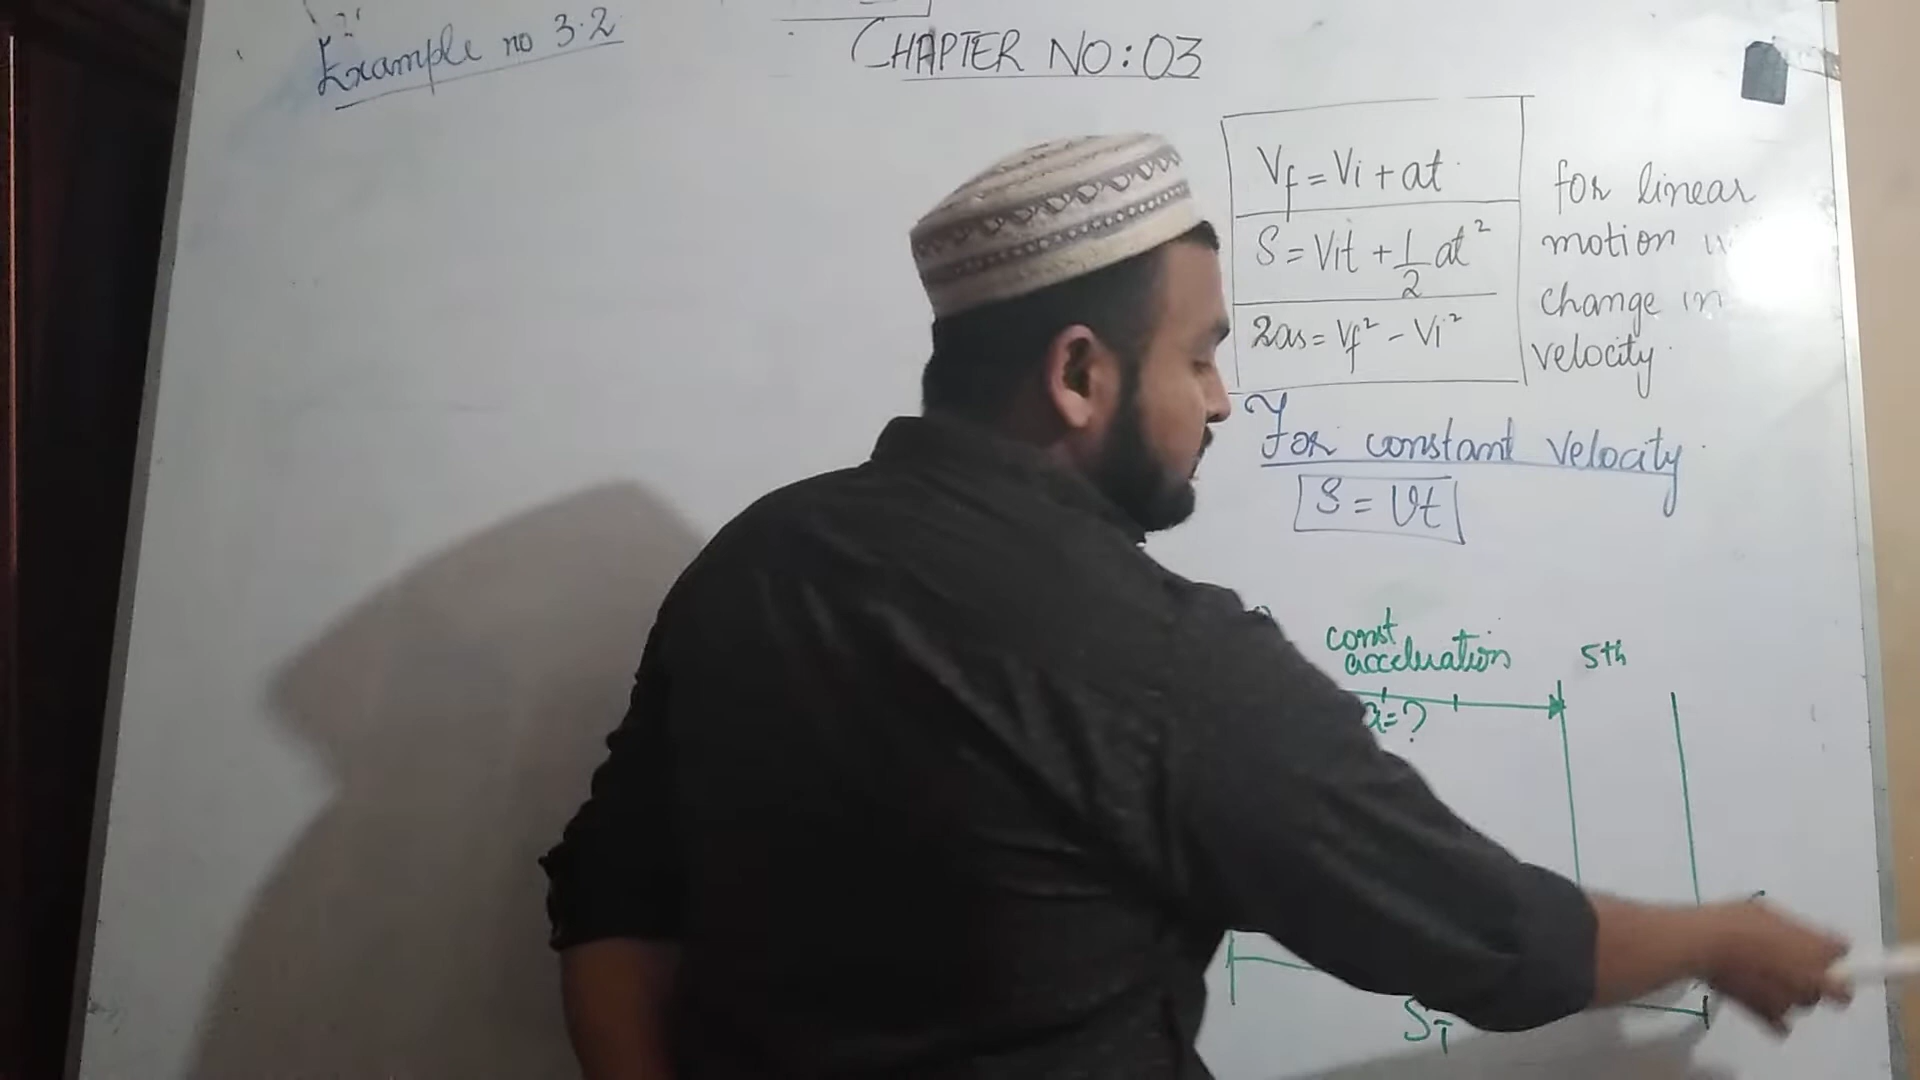 Example no 3.2
CHAPTER NO: 03
Vf = Vi + at
S = Vit + 1/2 at²
2as = Vf² - Vi²
for linear
motion
change in
velocity.
For constant velocity.
S = Vt
const
5th
a=?
ST